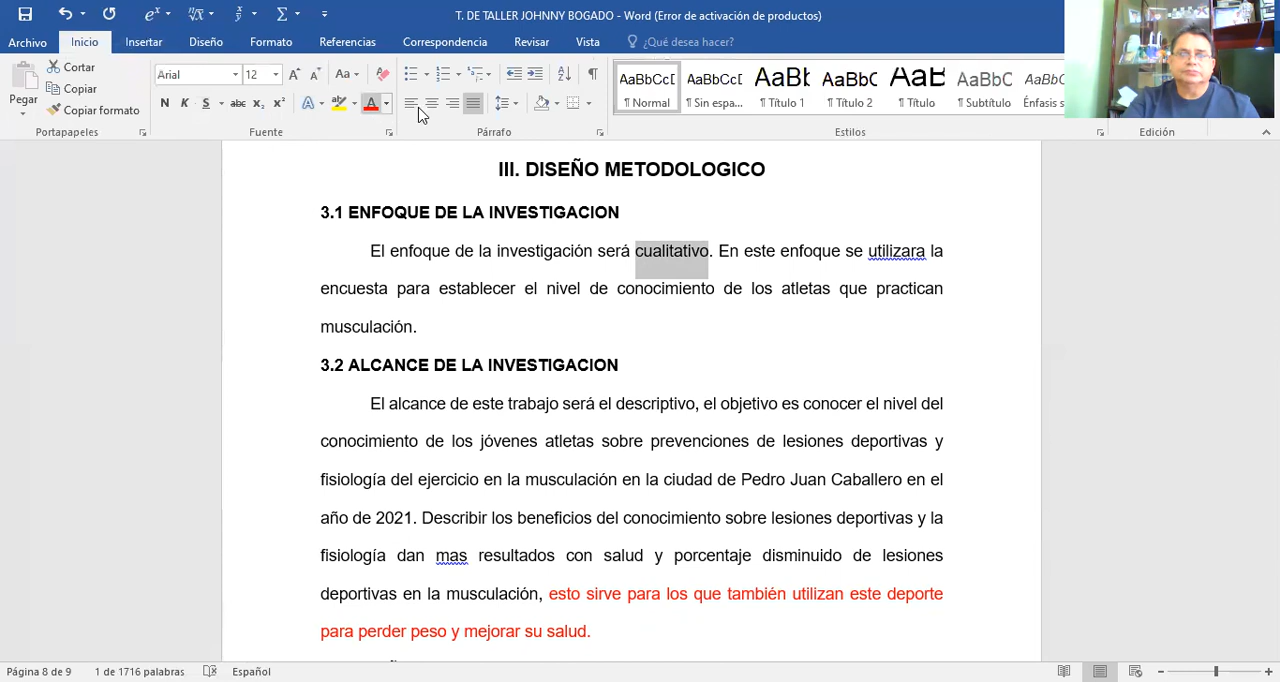 T. DE TALLER JOHNNY BOGADO - Word (Error de activación de productos)
Archivo Inicio Insertar Diseño Formato Referencias Correspondencia Revisar Vista ¿Qué desea hacer?
Pegar
Cortar
Copiar
Copiar formato
Portapapeles
Arial 12
Fuente
Párrafo
AaBbCcD AaBbCcD AaBb AaBbC AaBb AaBbCcD
¶ Normal ¶ Sin espa... ¶ Título 1 ¶ Título 2 ¶ Título ¶ Subtítulo Énfasis s
Estilos
Edición
III. DISEÑO METODOLOGICO
3.1 ENFOQUE DE LA INVESTIGACION
El enfoque de la investigación será cualitativo. En este enfoque se utilizara la
encuesta para establecer el nivel de conocimiento de los atletas que practican
musculación.
3.2 ALCANCE DE LA INVESTIGACION
El alcance de este trabajo será el descriptivo, el objetivo es conocer el nivel del
conocimiento de los jóvenes atletas sobre prevenciones de lesiones deportivas y
fisiología del ejercicio en la musculación en la ciudad de Pedro Juan Caballero en el
año de 2021. Describir los beneficios del conocimiento sobre lesiones deportivas y la
fisiología dan mas resultados con salud y porcentaje disminuido de lesiones
deportivas en la musculación, esto sirve para los que también utilizan este deporte
para perder peso y mejorar su salud.
Página 8 de 9 1 de 1716 palabras Español